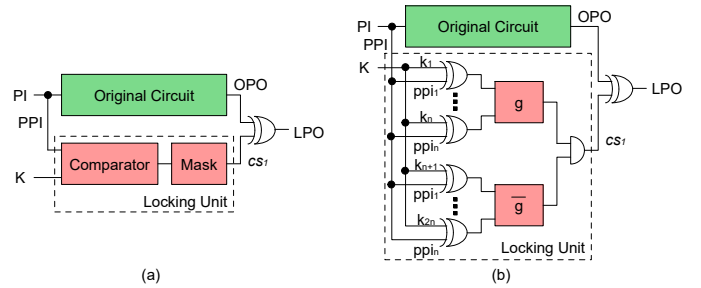 PI
Original Circuit
OPO
PPI
Comparator
Mask
K
cs1
LPO
Locking Unit
(a)
PI
Original Circuit
OPO
PPI
K
k1
ppi1
g
kn
ppin
LPO
cs1
kn+1
ppi1
g
k2n
ppin
Locking Unit
(b)